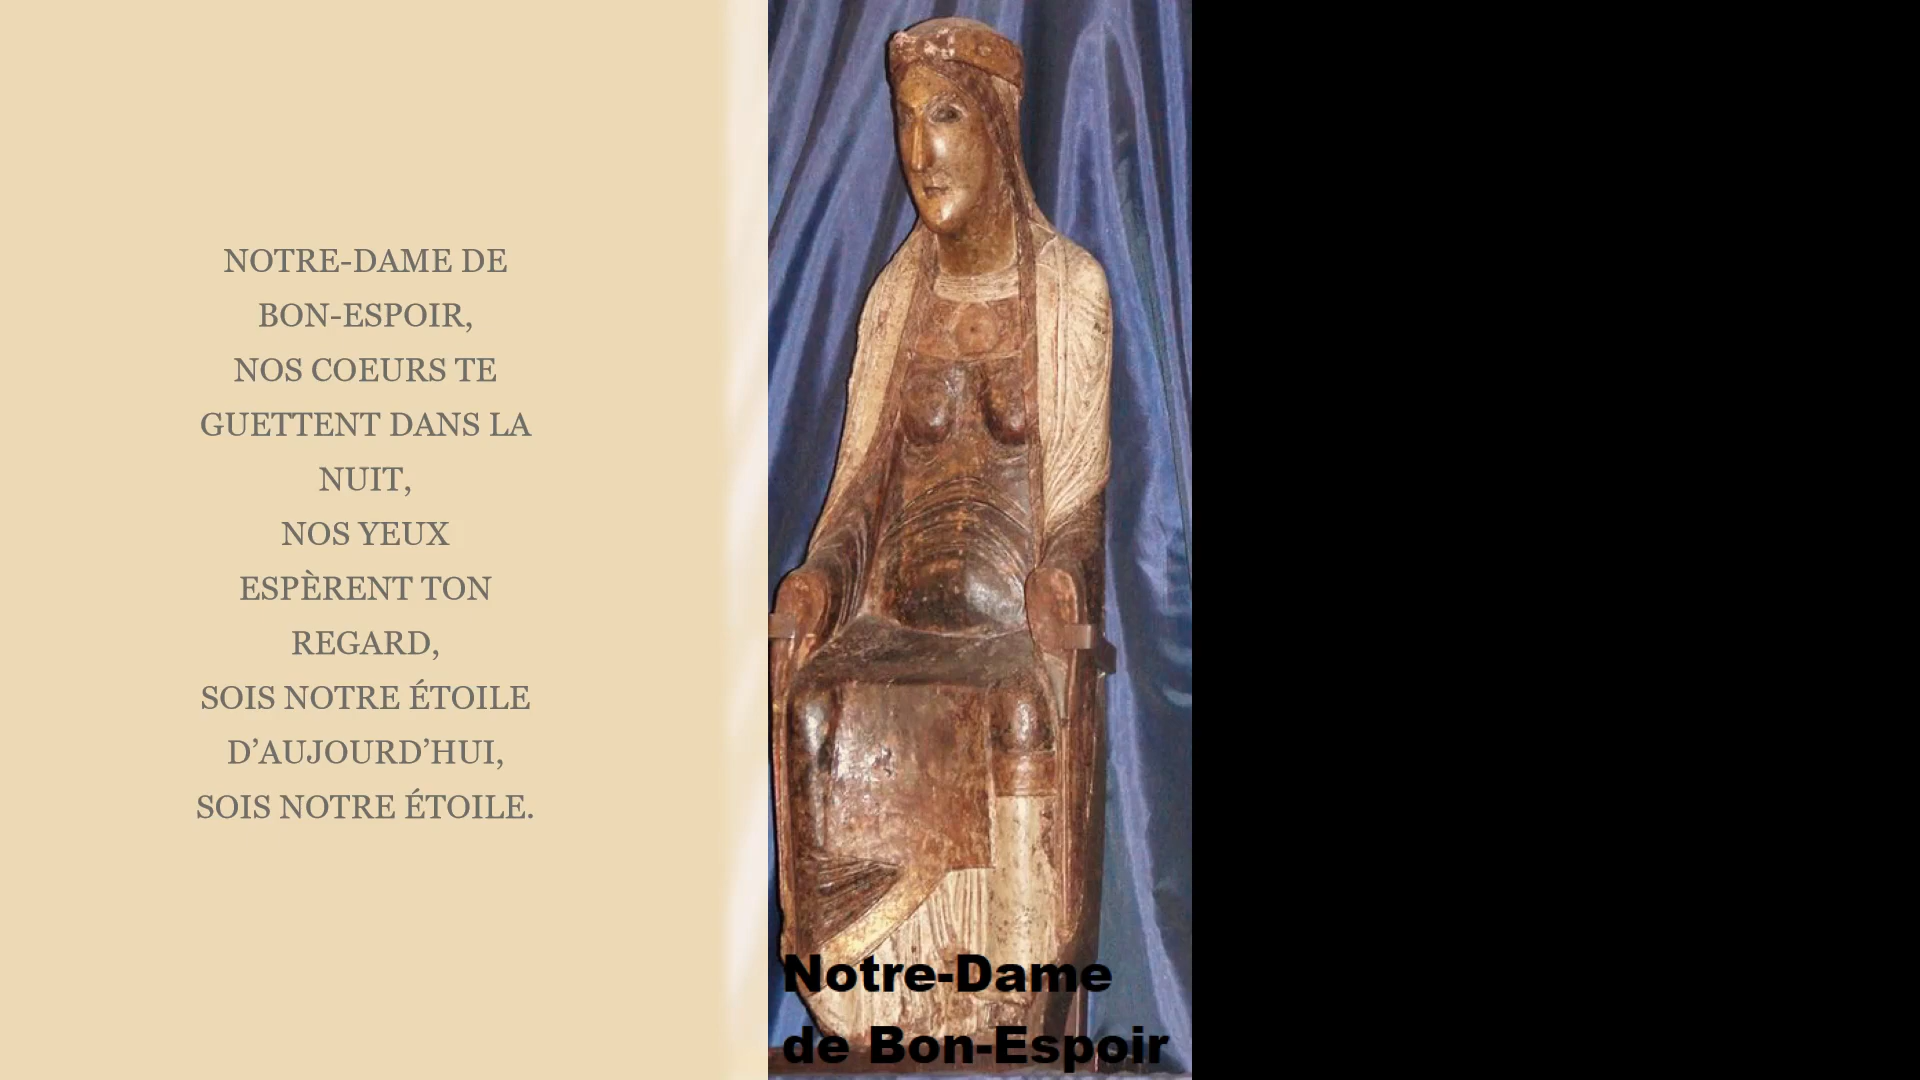 NOTRE-DAME DE
BON-ESPOIR,
NOS COEURS TE
GUETTENT DANS LA
NUIT,
NOS YEUX
ESPÈRENT TON
REGARD,
SOIS NOTRE ÉTOILE
D’AUJOURD’HUI,
SOIS NOTRE ÉTOILE.
Notre-Dame
de Bon-Espoir